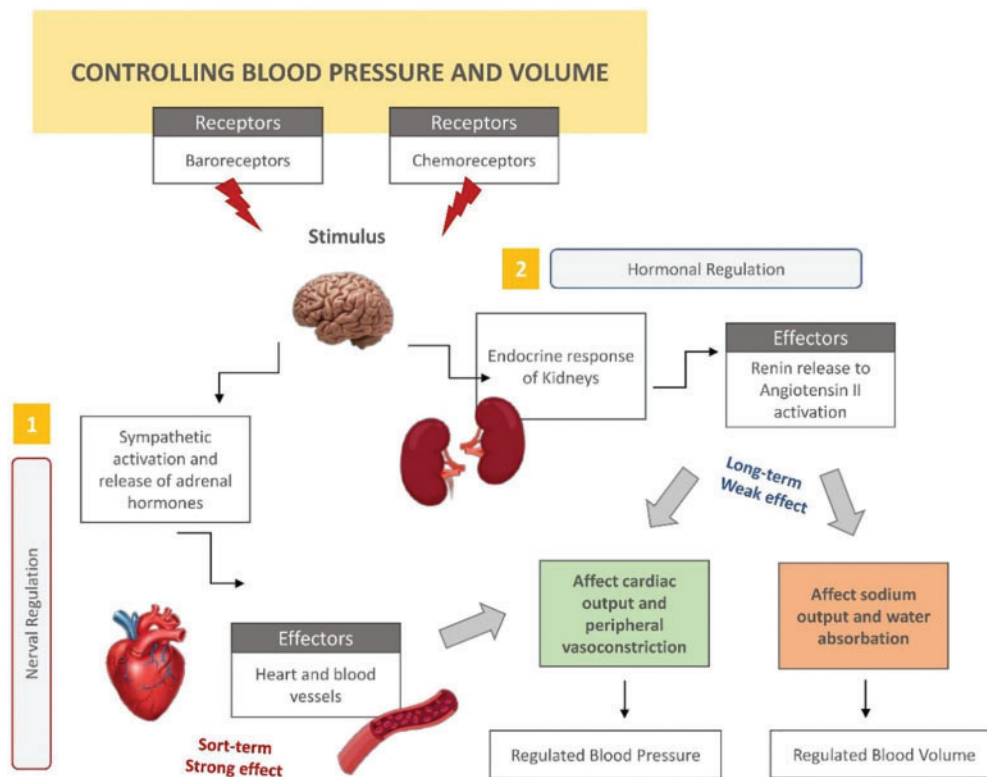 CONTROLLING BLOOD PRESSURE AND VOLUME
Receptors
Baroreceptors
Receptors
Chemoreceptors
Stimulus
2
Hormonal Regulation
Endocrine response
of Kidneys
Effectors
Renin release to
Angiotensin II
activation
1
Nerval Regulation
Sympathetic
activation and
release of adrenal
hormones
Long-term
Weak effect
Effectors
Heart and blood
vessels
Sort-term
Strong effect
Affect cardiac
output and
peripheral
vasoconstriction
Affect sodium
output and water
absorbation
Regulated Blood Pressure
Regulated Blood Volume